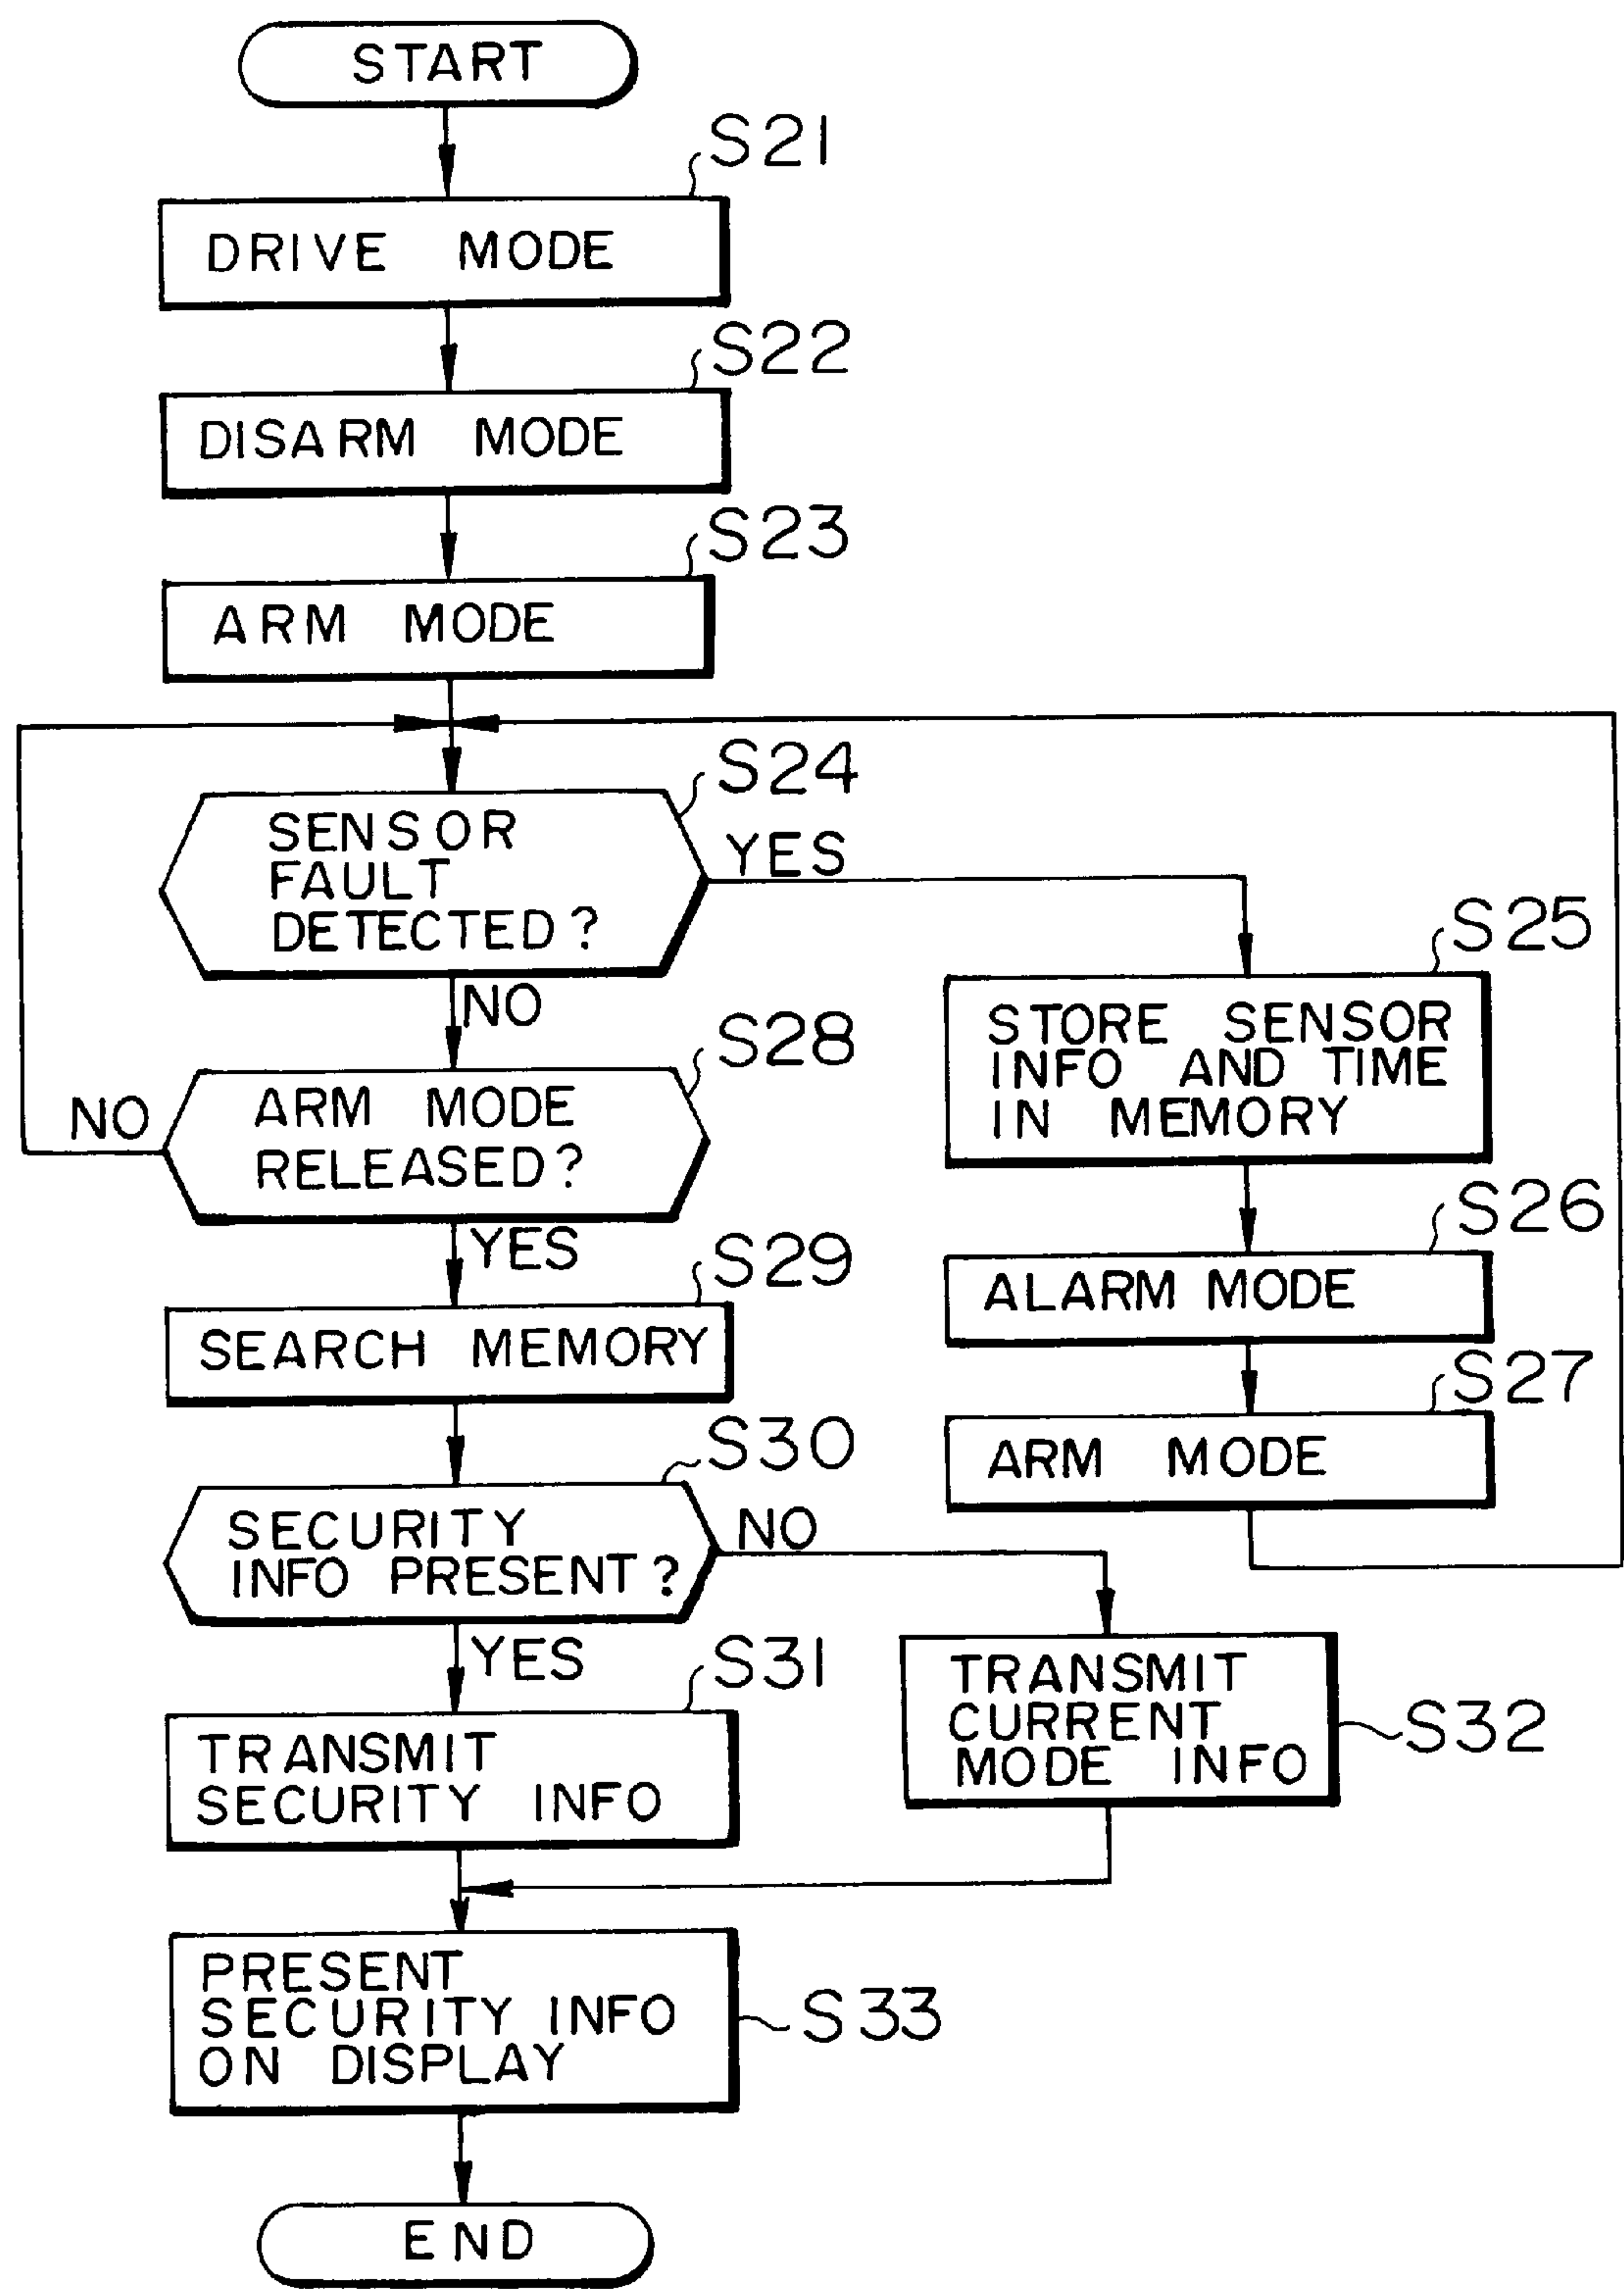 START
S21
DRIVE MODE
S22
DISARM MODE
S23
ARM MODE
S24
SENSOR
FAULT
DETECTED?
YES
NO
S25
STORE SENSOR
INFO AND TIME
IN MEMORY
S28
ARM MODE
RELEASED?
NO
YES
S26
ALARM MODE
S29
SEARCH MEMORY
S27
ARM MODE
S30
SECURITY
INFO PRESENT?
NO
YES
S31
TRANSMIT
SECURITY INFO
TRANSMIT
CURRENT
MODE INFO
S32
PRESENT
SECURITY INFO
ON DISPLAY
S33
END